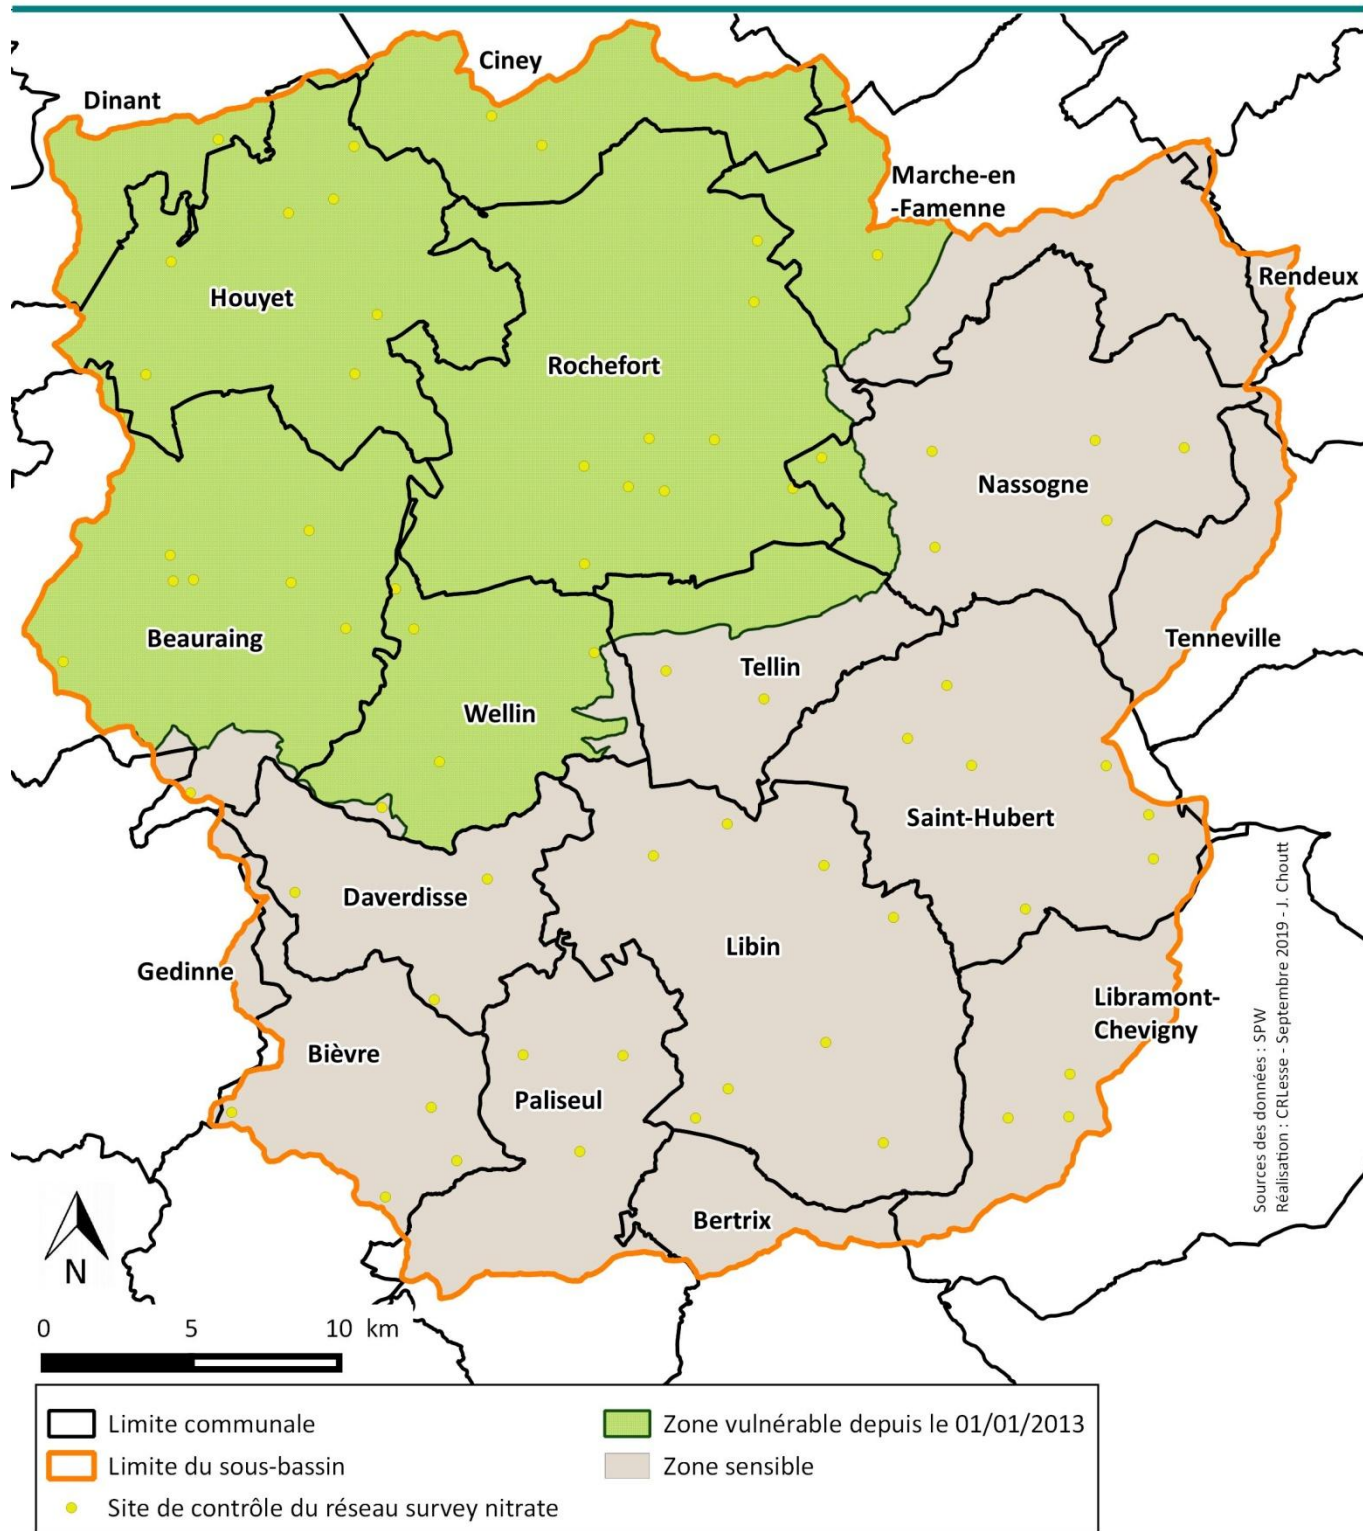 Ciney
Dinant
Marche-en
-Famenne
Rendeux
Houyet
Rochefort
Nassogne
Beauraing
Tenneville
Tellin
Wellin
Saint-Hubert
Daverdisse
Libin
Gedinne
Libramont-
Chevigny
Bièvre
Paliseul
Bertrix
Sources des données : SPW
Réalisation : CRLesse - Septembre 2019 - J. Choutt
N
0 5 10 km
Limite communale
Limite du sous-bassin
Site de contrôle du réseau survey nitrate
Zone vulnérable depuis le 01/01/2013
Zone sensible